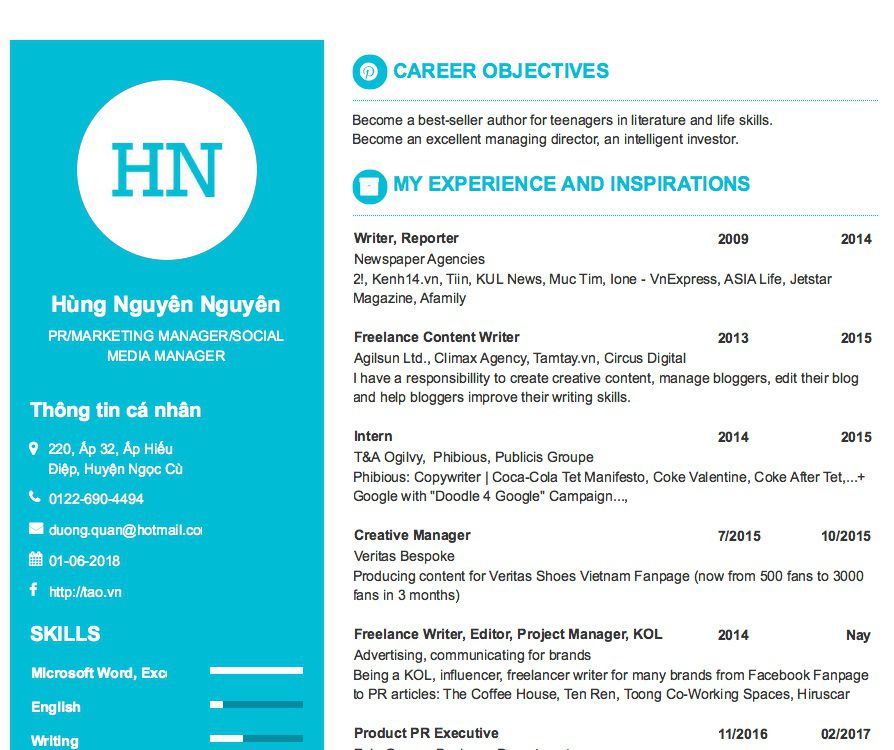 HN
Hùng Nguyên Nguyên
PR/MARKETING MANAGER/SOCIAL
MEDIA MANAGER
Thông tin cá nhân
220, Ấp 32, Ấp Hiếu
Điệp, Huyện Ngọc Cù
0122-690-4494
duong.quan@hotmail.co
01-06-2018
http://tao.vn
SKILLS
Microsoft Word, Exc
English
Writing
CAREER OBJECTIVES
Become a best-seller author for teenagers in literature and life skills.
Become an excellent managing director, an intelligent investor.
MY EXPERIENCE AND INSPIRATIONS
Writer, Reporter 2009 2014
Newspaper Agencies
2!, Kenh14.vn, Tiin, KUL News, Muc Tim, Ione - VnExpress, ASIA Life, Jetstar
Magazine, Afamily
Freelance Content Writer 2013 2015
Agilsun Ltd., Climax Agency, Tamtay.vn, Circus Digital
I have a responsibillity to create creative content, manage bloggers, edit their blog
and help bloggers improve their writing skills.
Intern 2014 2015
T&A Ogilvy, Phibious, Publicis Groupe
Phibious: Copywriter | Coca-Cola Tet Manifesto, Coke Valentine, Coke After Tet,...+
Google with "Doodle 4 Google" Campaign...,
Creative Manager 7/2015 10/2015
Veritas Bespoke
Producing content for Veritas Shoes Vietnam Fanpage (now from 500 fans to 3000
fans in 3 months)
Freelance Writer, Editor, Project Manager, KOL 2014 Nay
Advertising, communicating for brands
Being a KOL, influencer, freelancer writer for many brands from Facebook Fanpage
to PR articles: The Coffee House, Ten Ren, Toong Co-Working Spaces, Hiruscar
Product PR Executive 11/2016 02/2017